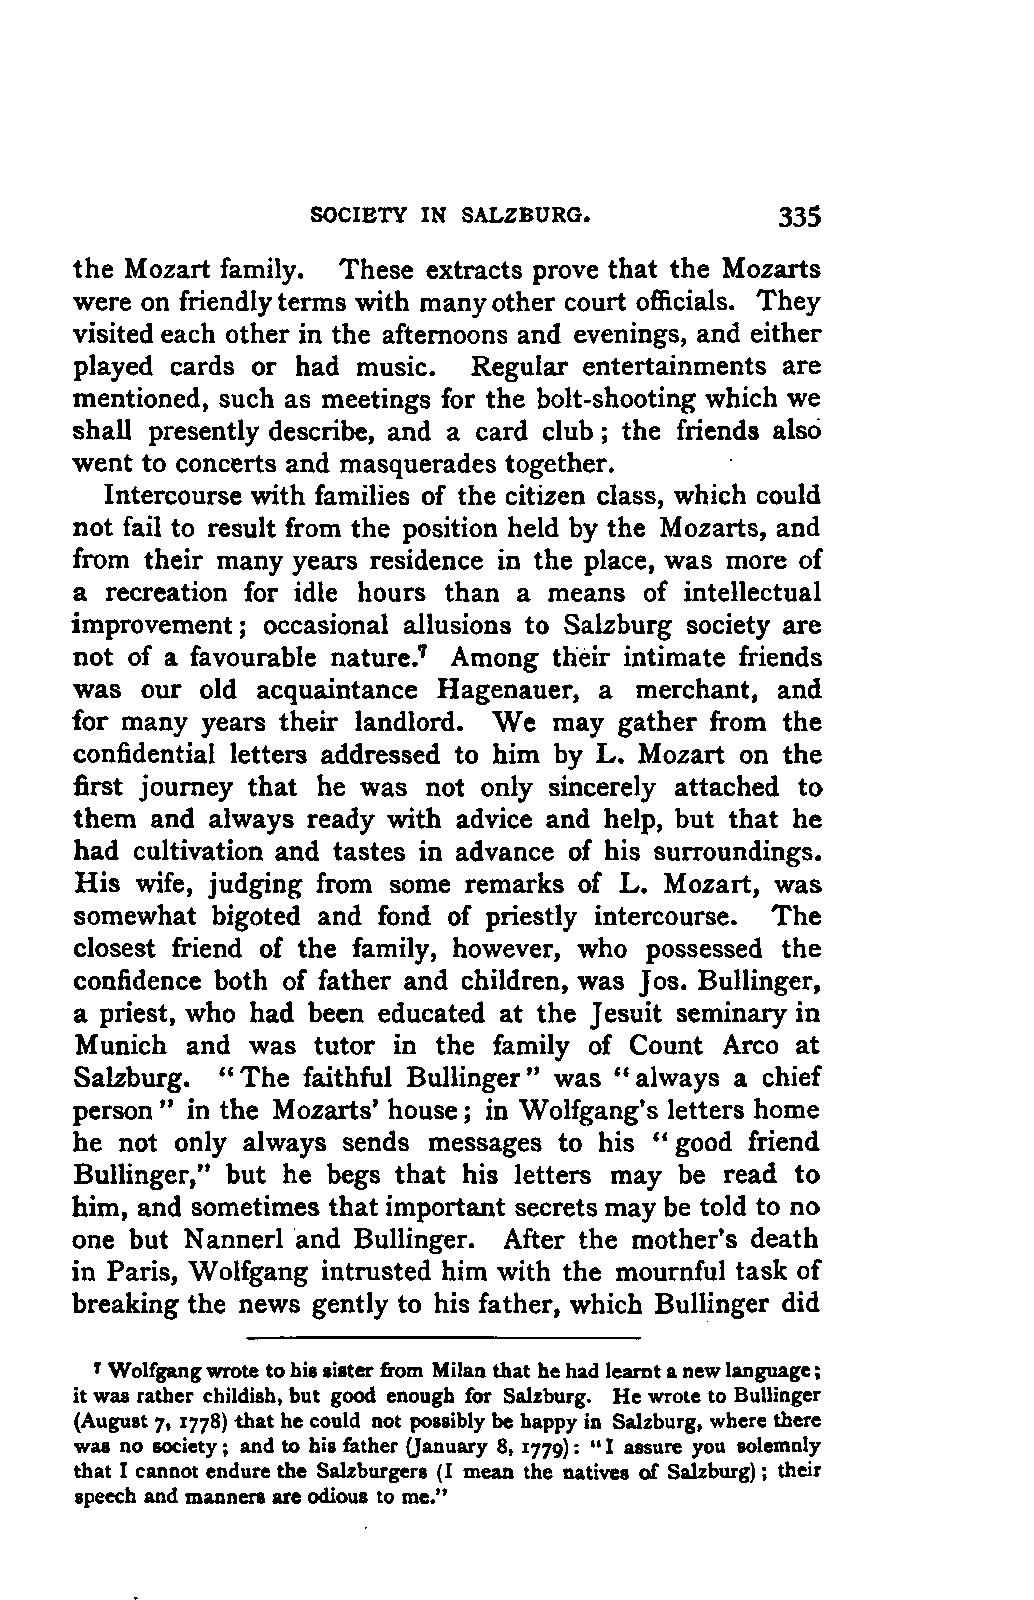 SOCIETY IN SALZBURG. 335
the Mozart family. These extracts prove that the Mozarts
were on friendly terms with many other court officials. They
visited each other in the afternoons and evenings, and either
played cards or had music. Regular entertainments are
mentioned, such as meetings for the bolt-shooting which we
shall presently describe, and a card club; the friends also
went to concerts and masquerades together.
Intercourse with families of the citizen class, which could
not fail to result from the position held by the Mozarts, and
from their many years residence in the place, was more of
a recreation for idle hours than a means of intellectual
improvement; occasional allusions to Salzburg society are
not of a favourable nature.⁷ Among their intimate friends
was our old acquaintance Hagenauer, a merchant, and
for many years their landlord. We may gather from the
confidential letters addressed to him by L. Mozart on the
first journey that he was not only sincerely attached to
them and always ready with advice and help, but that he
had cultivation and tastes in advance of his surroundings.
His wife, judging from some remarks of L. Mozart, was
somewhat bigoted and fond of priestly intercourse. The
closest friend of the family, however, who possessed the
confidence both of father and children, was Jos. Bullinger,
a priest, who had been educated at the Jesuit seminary in
Munich and was tutor in the family of Count Arco at
Salzburg. "The faithful Bullinger" was "always a chief
person" in the Mozarts' house; in Wolfgang's letters home
he not only always sends messages to his "good friend
Bullinger," but he begs that his letters may be read to
him, and sometimes that important secrets may be told to no
one but Nannerl and Bullinger. After the mother's death
in Paris, Wolfgang intrusted him with the mournful task of
breaking the news gently to his father, which Bullinger did
⁷ Wolfgang wrote to his sister from Milan that he had learnt a new language;
it was rather childish, but good enough for Salzburg. He wrote to Bullinger
(August 7, 1778) that he could not possibly be happy in Salzburg, where there
was no society; and to his father (January 8, 1779): "I assure you solemnly
that I cannot endure the Salzburgers (I mean the natives of Salzburg); their
speech and manners are odious to me."